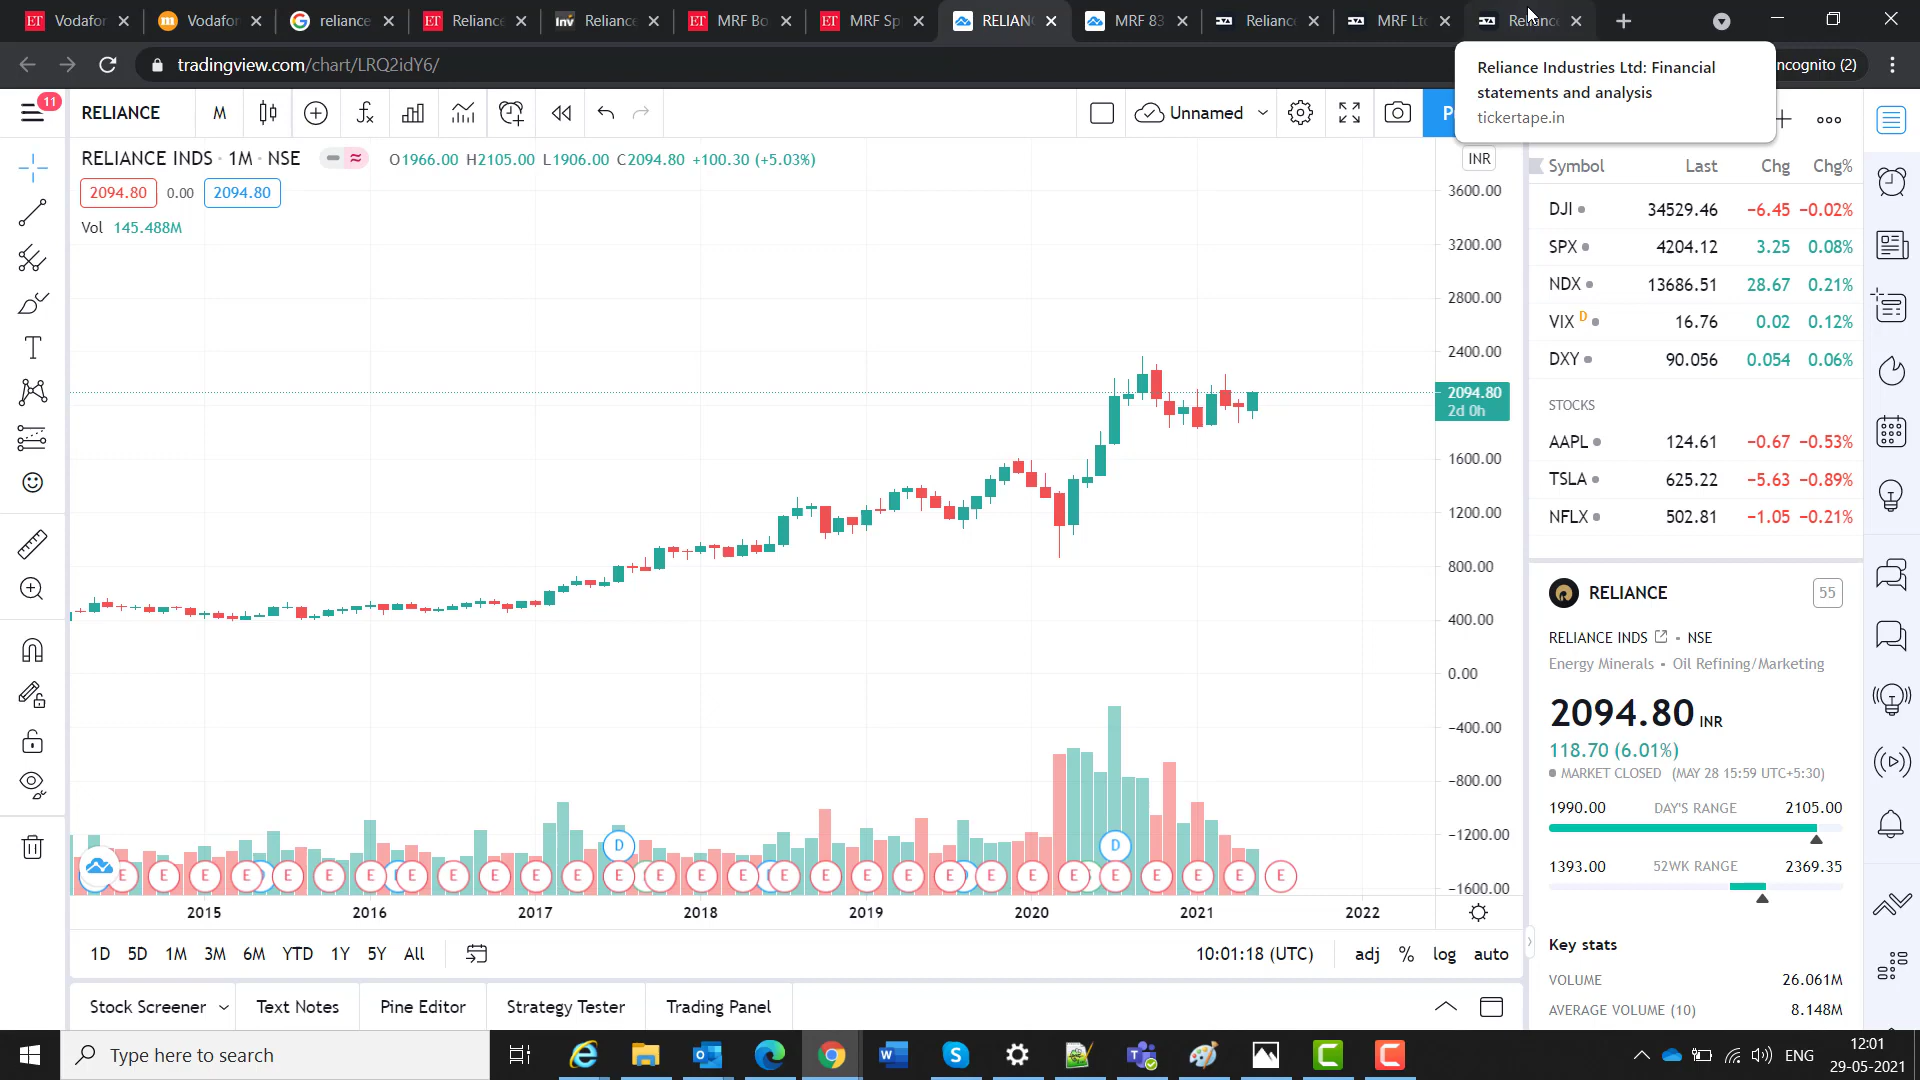 Vodafor
Vodafor
reliance
Reliance
Reliance
MRF Bo
MRF Sp
RELIAN
MRF 83
Reliance
MRF Ltd
Reliance
tradingview.com/chart/LRQ2idY6/
ncognito (2)
Reliance Industries Ltd: Financial
statements and analysis
tickertape.in
11
RELIANCE
M
Unnamed
P
RELIANCE INDS · 1M · NSE
O1966.00 H2105.00 L1906.00 C2094.80 +100.30 (+5.03%)
2094.80 0.00 2094.80
Vol 145.488M
INR
3600.00
3200.00
2800.00
2400.00
2094.80
2d 0h
1600.00
1200.00
800.00
400.00
0.00
−400.00
−800.00
−1200.00
−1600.00
D
D
E E E E E E E E E E E E E E E E E E E E E E E E E E E E E
2015 2016 2017 2018 2019 2020 2021 2022
1D 5D 1M 3M 6M YTD 1Y 5Y All
10:01:18 (UTC) adj % log auto
Stock Screener Text Notes Pine Editor Strategy Tester Trading Panel
Symbol Last Chg Chg%
DJI 34529.46 −6.45 −0.02%
SPX 4204.12 3.25 0.08%
NDX 13686.51 28.67 0.21%
VIX D 16.76 0.02 0.12%
DXY 90.056 0.054 0.06%
STOCKS
AAPL 124.61 −0.67 −0.53%
TSLA 625.22 −5.63 −0.89%
NFLX 502.81 −1.05 −0.21%
RELIANCE 55
RELIANCE INDS • NSE
Energy Minerals • Oil Refining/Marketing
2094.80 INR
118.70 (6.01%)
MARKET CLOSED (MAY 28 15:59 UTC+5:30)
1990.00 DAY'S RANGE 2105.00
1393.00 52WK RANGE 2369.35
Key stats
VOLUME 26.061M
AVERAGE VOLUME (10) 8.148M
Type here to search
ENG
12:01
29-05-2021